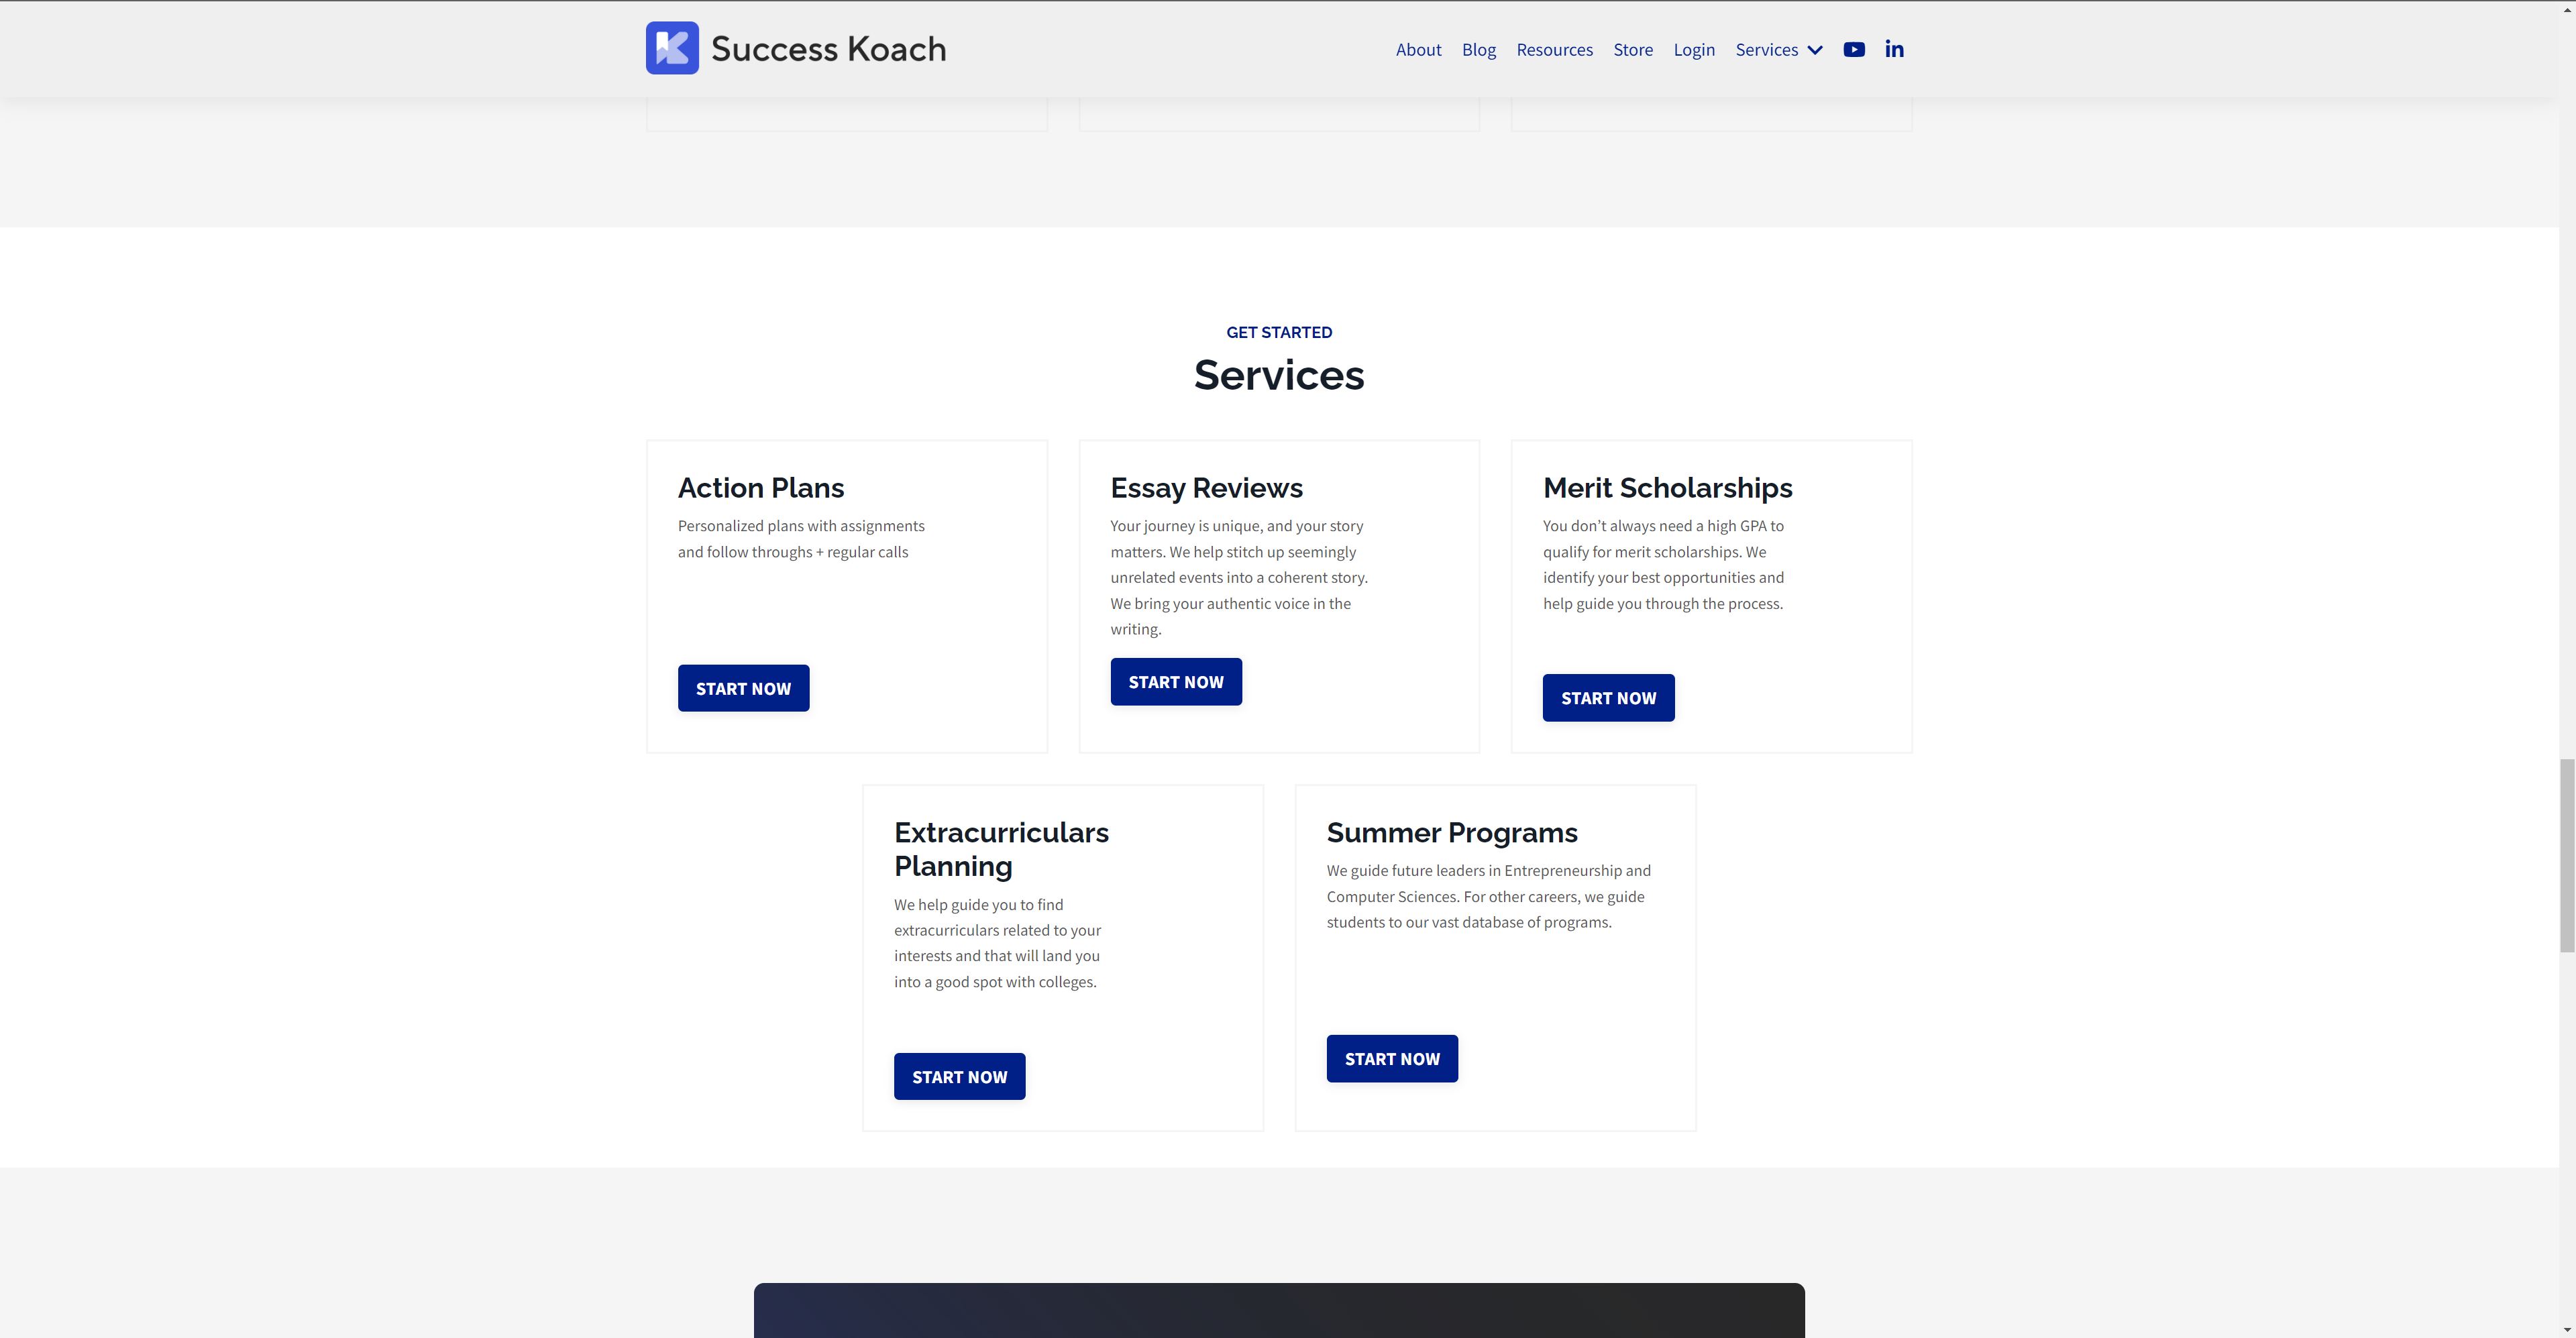 Success Koach
About Blog Resources Store Login Services
GET STARTED
Services
Action Plans
Personalized plans with assignments
and follow throughs + regular calls
START NOW
Essay Reviews
Your journey is unique, and your story
matters. We help stitch up seemingly
unrelated events into a coherent story.
We bring your authentic voice in the
writing.
START NOW
Merit Scholarships
You don’t always need a high GPA to
qualify for merit scholarships. We
identify your best opportunities and
help guide you through the process.
START NOW
Extracurriculars
Planning
We help guide you to find
extracurriculars related to your
interests and that will land you
into a good spot with colleges.
START NOW
Summer Programs
We guide future leaders in Entrepreneurship and
Computer Sciences. For other careers, we guide
students to our vast database of programs.
START NOW